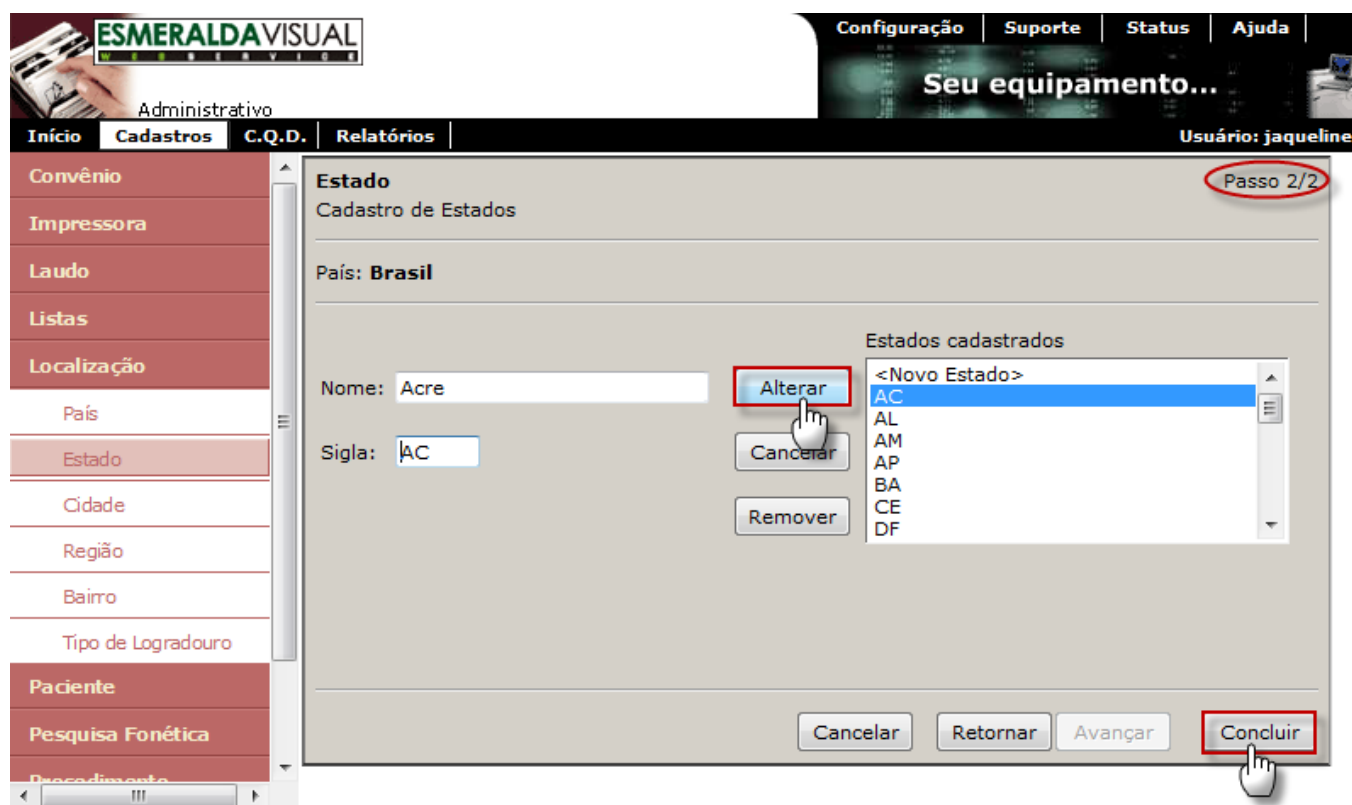 ESMERALDAVISUAL
WEBSERVICE
Administrativo
Configuração Suporte Status Ajuda
Seu equipamento...
Início Cadastros C.Q.D. Relatórios
Usuário: jaqueline
Convênio
Impressora
Laudo
Listas
Localização
País
Estado
Cidade
Região
Bairro
Tipo de Logradouro
Paciente
Pesquisa Fonética
Procedimento
Estado
Passo 2/2
Cadastro de Estados
País: Brasil
Nome: Acre
Sigla: AC
Alterar
Cancelar
Remover
Estados cadastrados
<Novo Estado>
AC
AL
AM
AP
BA
CE
DF
Cancelar Retornar Avançar Concluir